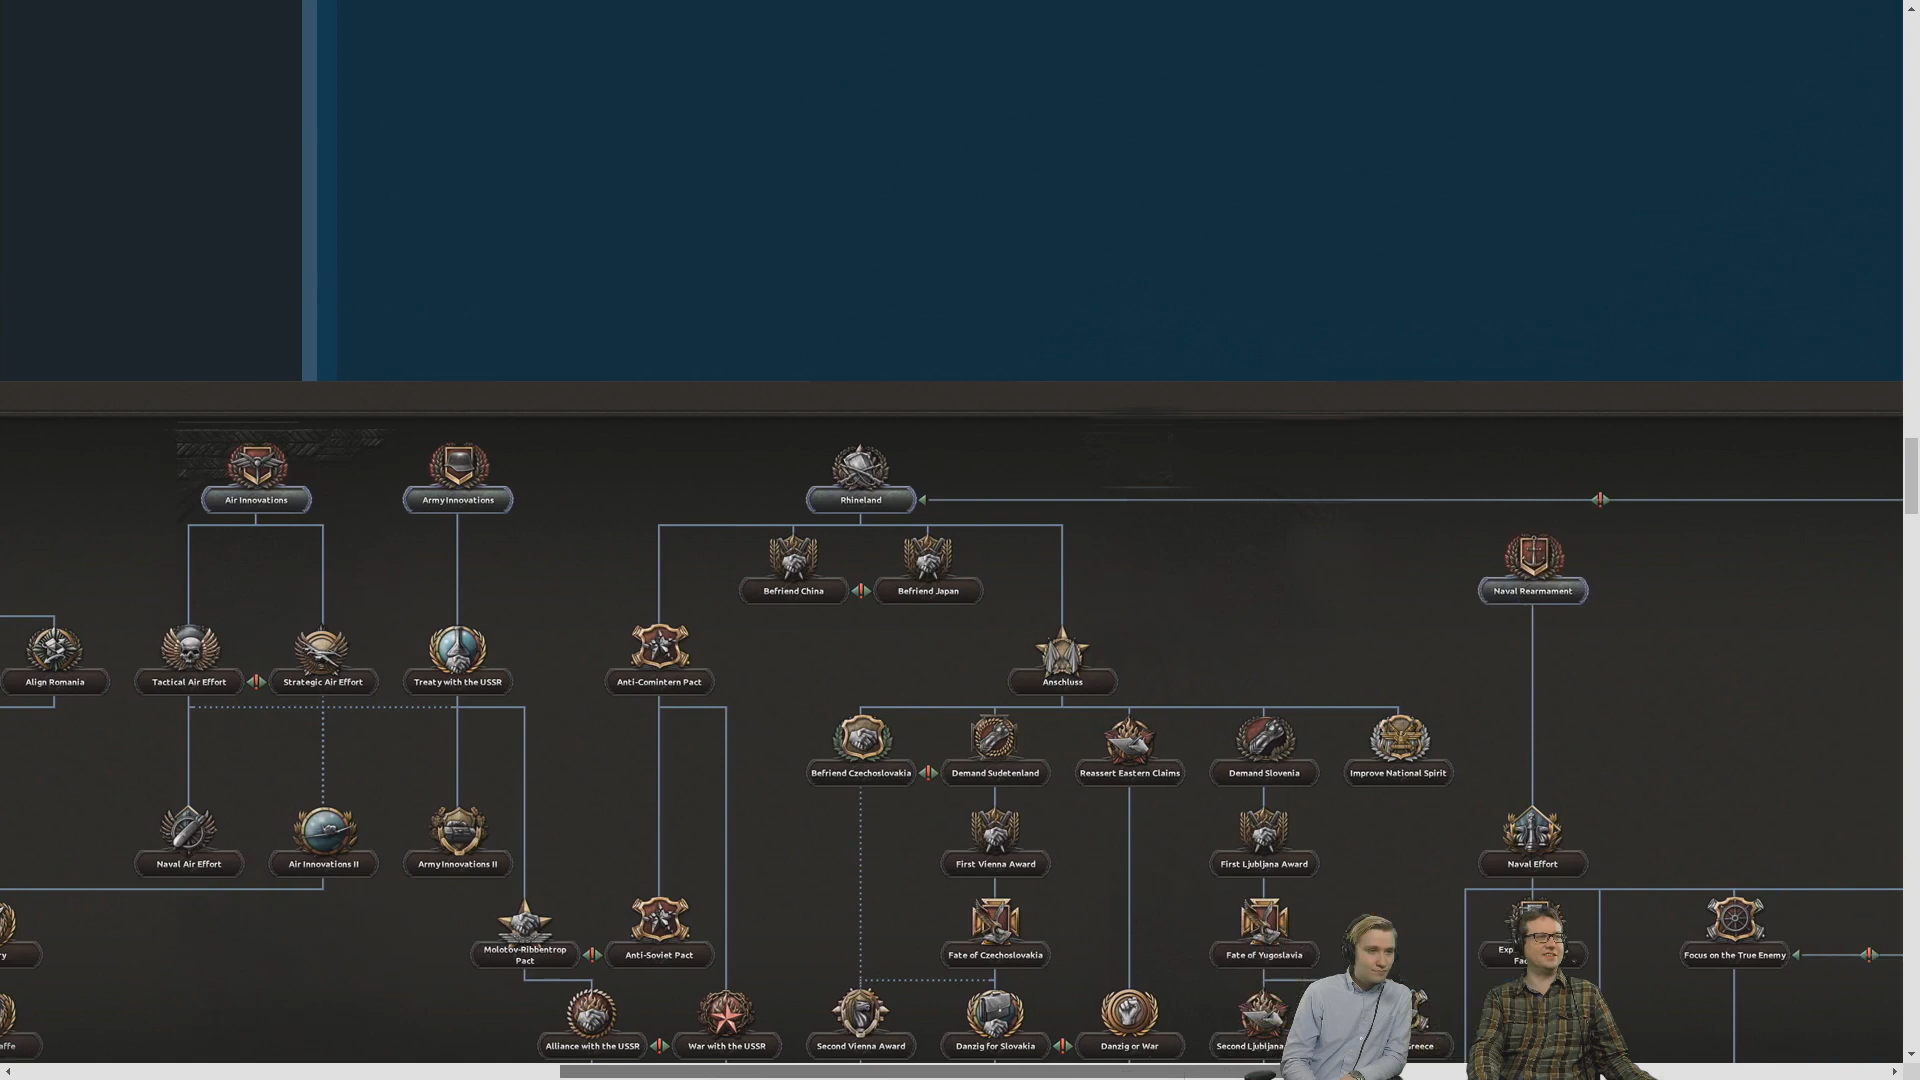 Air Innovations
Army Innovations
Rhineland
Befriend China
Befriend Japan
Naval Rearmament
Align Romania
Tactical Air Effort
Strategic Air Effort
Treaty with the USSR
Anti-Comintern Pact
Anschluss
Befriend Czechoslovakia
Demand Sudetenland
Reassert Eastern Claims
Demand Slovenia
Improve National Spirit
Naval Air Effort
Air Innovations II
Army Innovations II
First Vienna Award
First Ljubljana Award
Naval Effort
Molotov-Ribbentrop
Pact
Anti-Soviet Pact
Fate of Czechoslovakia
Fate of Yugoslavia
Focus on the True Enemy
Alliance with the USSR
War with the USSR
Second Vienna Award
Danzig for Slovakia
Danzig or War
Second Ljubljana
Greece